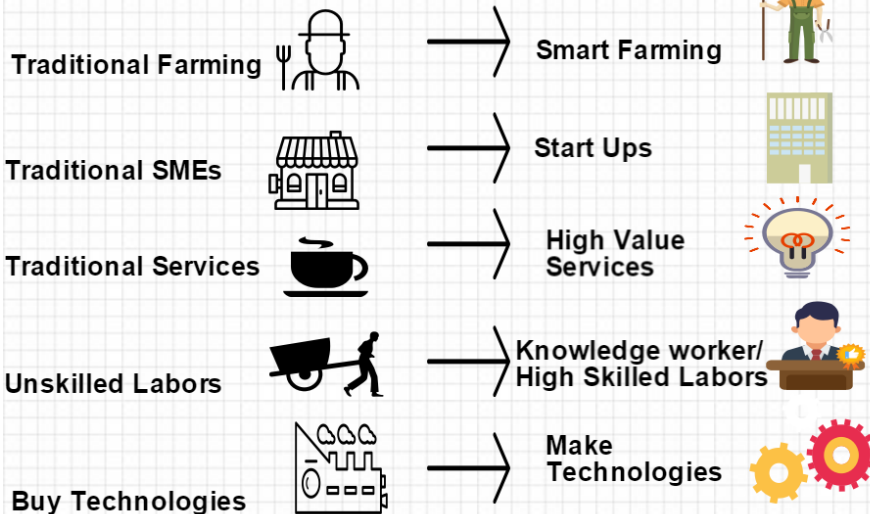 Traditional Farming
Smart Farming
Traditional SMEs
Start Ups
Traditional Services
High Value
Services
Unskilled Labors
Knowledge worker/
High Skilled Labors
Buy Technologies
Make
Technologies